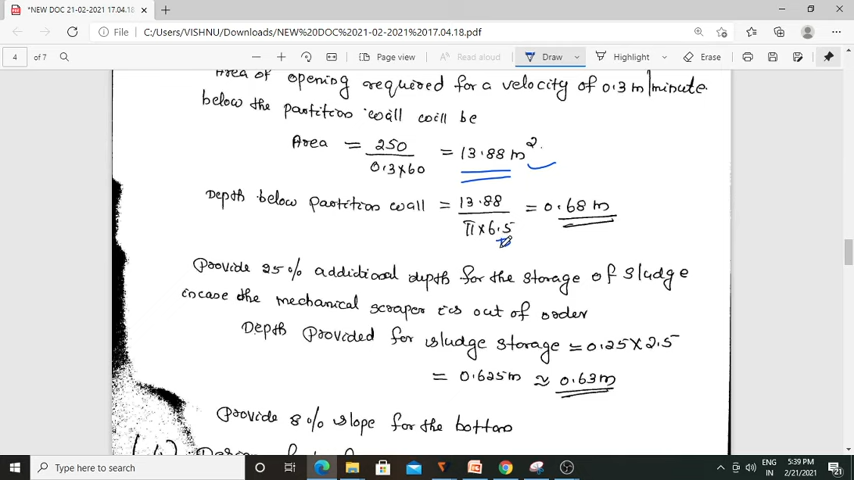 *NEW DOC 21-02-2021 17.04.18.p
C:/Users/VISHNU/Downloads/NEW%20DOC%2021-02-2021%2017.04.18.pdf
4 of 7 Page view Read aloud Draw Highlight Erase
Area of opening required for a velocity of 0.3 m/minute
below the partition wall will be
Area = 250 / 0.3×60 = 13.88 m²
Depth below partition wall = 13.88 / π×6.5 = 0.68 m
Provide 25% additional depth for the storage of sludge
incase the mechanical scraper is out of order
Depth provided for sludge storage = 0.25×2.5
= 0.625m ≈ 0.63m
Provide 8% slope for the bottom
Type here to search
ENG
IN
5:39 PM
2/21/2021
21